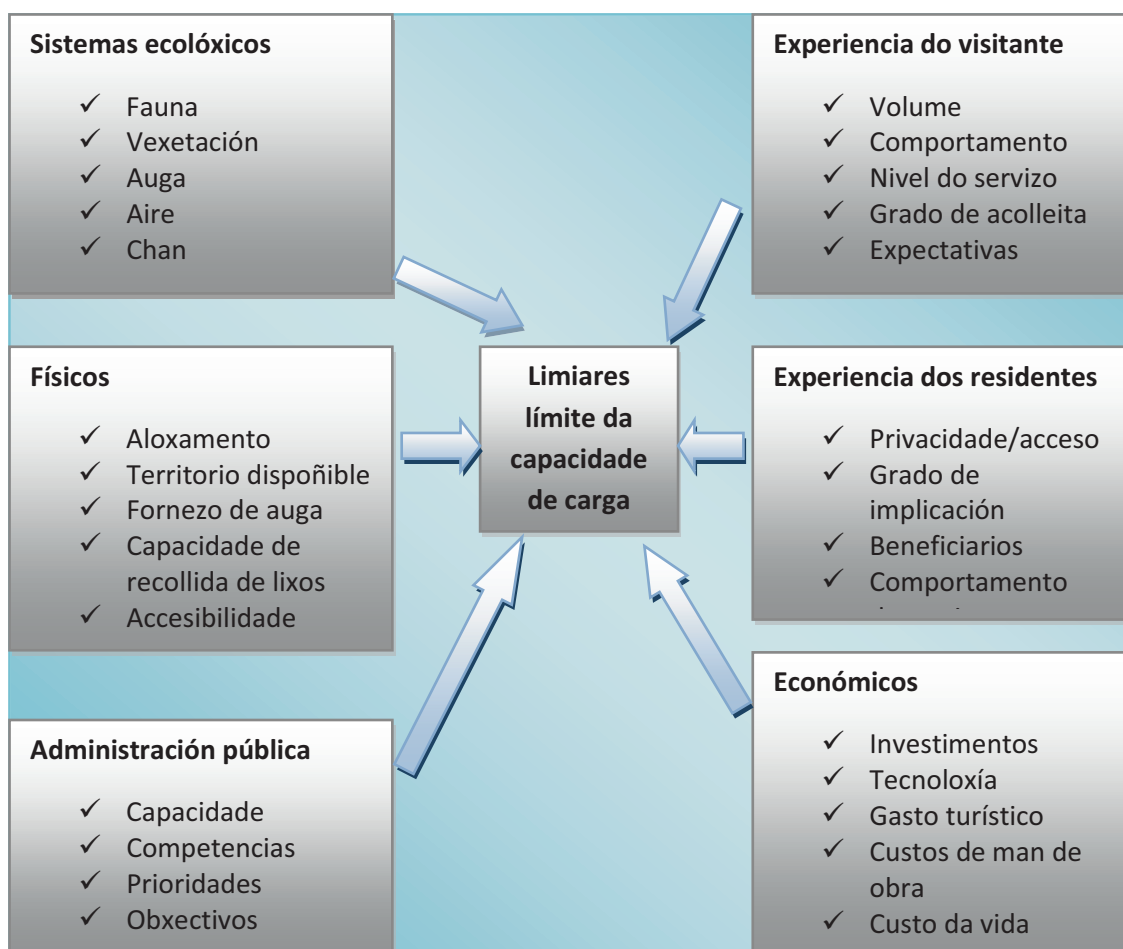 Sistemas ecolóxicos
✓ Fauna
✓ Vexetación
✓ Auga
✓ Aire
✓ Chan
Físicos
✓ Aloxamento
✓ Territorio dispoñible
✓ Fornezo de auga
✓ Capacidade de
recollida de lixos
✓ Accesibilidade
Administración pública
✓ Capacidade
✓ Competencias
✓ Prioridades
✓ Obxectivos
Limiares
límite da
capacidade
de carga
Experiencia do visitante
✓ Volume
✓ Comportamento
✓ Nivel do servizo
✓ Grado de acolleita
✓ Expectativas
Experiencia dos residentes
✓ Privacidade/acceso
✓ Grado de
implicación
✓ Beneficiarios
✓ Comportamento
Económicos
✓ Investimentos
✓ Tecnoloxía
✓ Gasto turístico
✓ Custos de man de
obra
✓ Custo da vida